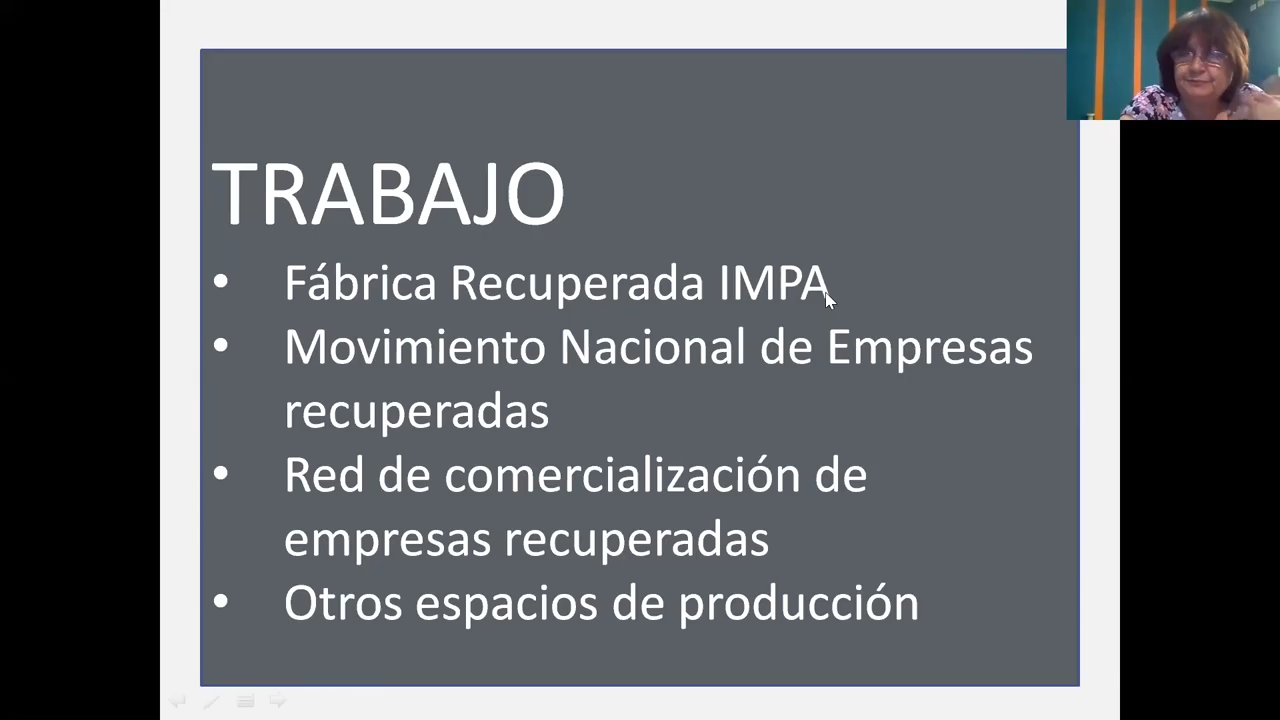 TRABAJO
• Fábrica Recuperada IMPA
• Movimiento Nacional de Empresas
recuperadas
• Red de comercialización de
empresas recuperadas
• Otros espacios de producción